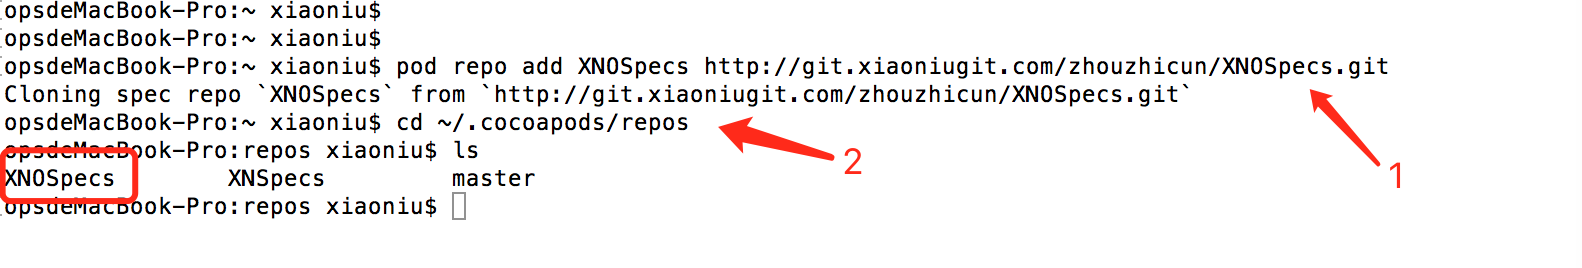 opsdeMacBook-Pro:~ xiaoniu$
opsdeMacBook-Pro:~ xiaoniu$
opsdeMacBook-Pro:~ xiaoniu$ pod repo add XNOSpecs http://git.xiaoniugit.com/zhouzhicun/XNOSpecs.git
Cloning spec repo `XNOSpecs` from `http://git.xiaoniugit.com/zhouzhicun/XNOSpecs.git`
opsdeMacBook-Pro:~ xiaoniu$ cd ~/.cocoapods/repos
opsdeMacBook-Pro:repos xiaoniu$ ls
2
1
XNOSpecs XNSpecs master
opsdeMacBook-Pro:repos xiaoniu$